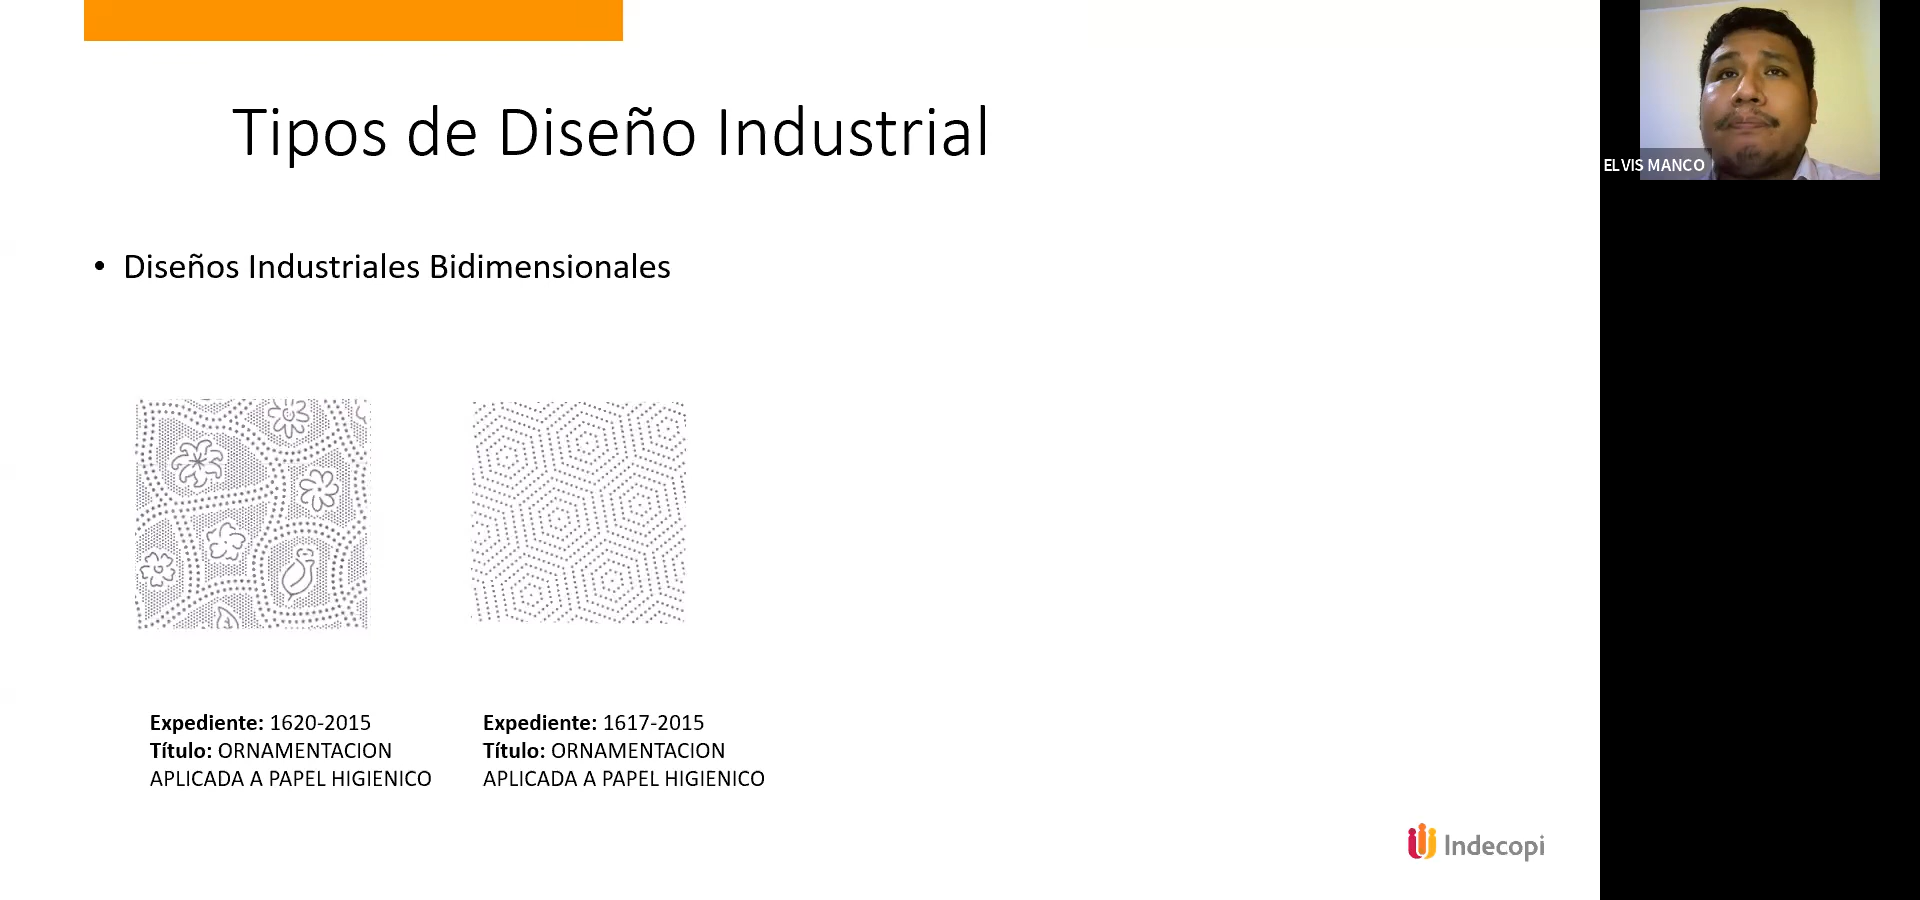 Tipos de Diseño Industrial
ELVIS MANCO
• Diseños Industriales Bidimensionales
Expediente: 1620-2015
Título: ORNAMENTACION
APLICADA A PAPEL HIGIENICO
Expediente: 1617-2015
Título: ORNAMENTACION
APLICADA A PAPEL HIGIENICO
Indecopi